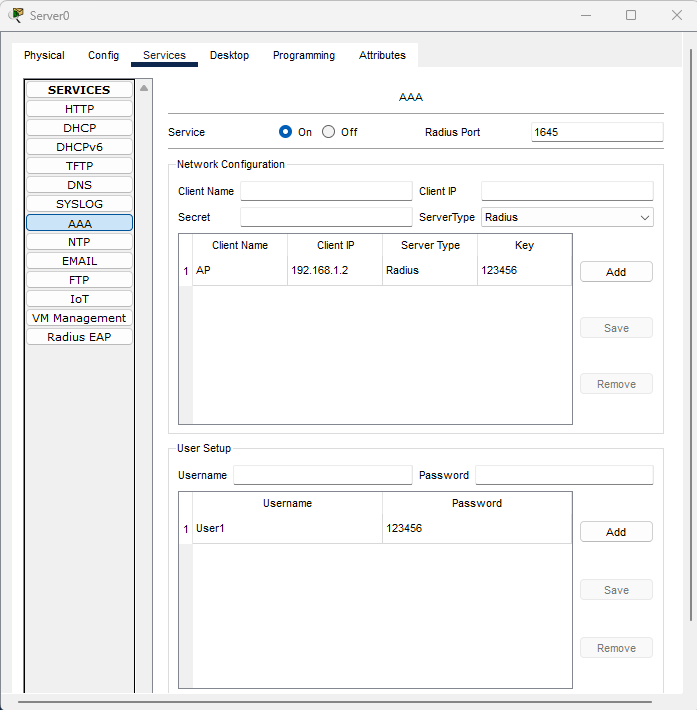 Server0
Physical Config Services Desktop Programming Attributes
SERVICES
HTTP
DHCP
DHCPv6
TFTP
DNS
SYSLOG
AAA
NTP
EMAIL
FTP
IoT
VM Management
Radius EAP
AAA
Service On Off Radius Port 1645
Network Configuration
Client Name Client IP
Secret ServerType Radius
Client Name Client IP Server Type Key
1 AP 192.168.1.2 Radius 123456
Add
Save
Remove
User Setup
Username Password
Username Password
1 User1 123456
Add
Save
Remove